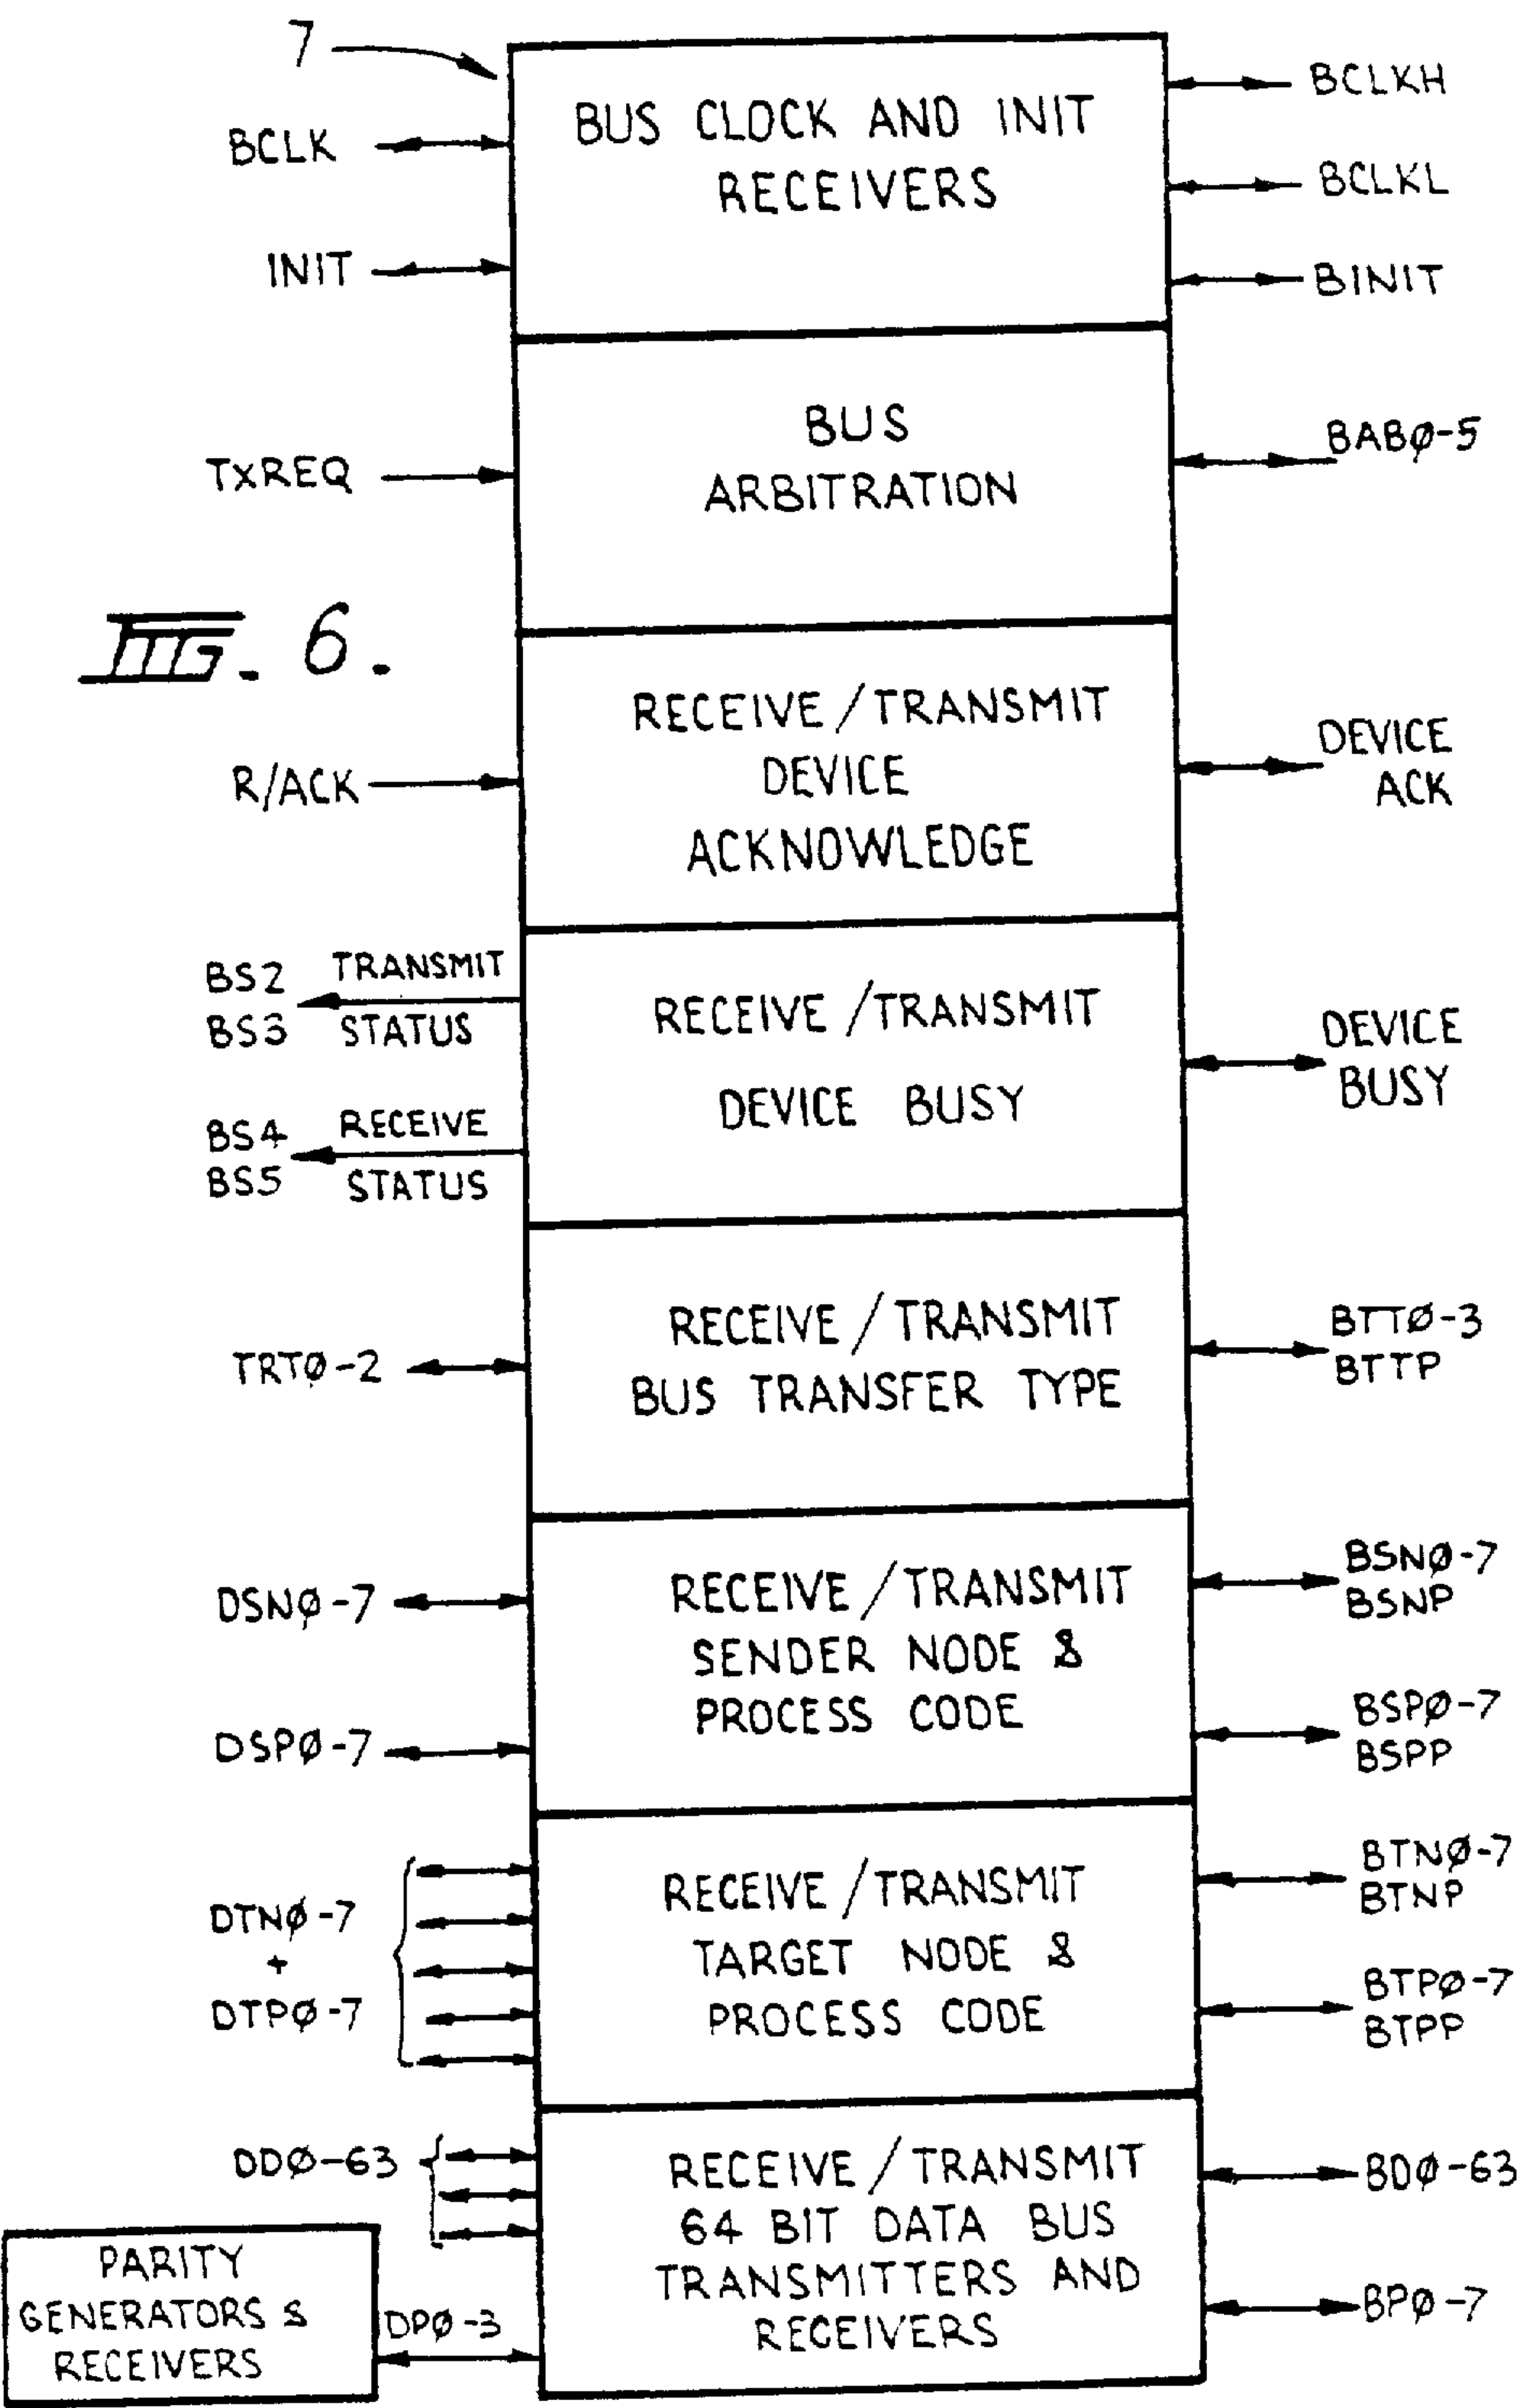 7
BCLK
INIT
BUS CLOCK AND INIT
RECEIVERS
BCLKH
BCLKL
BINIT
TXREQ
BUS
ARBITRATION
BABØ-5
FIG. 6.
R/ACK
RECEIVE/TRANSMIT
DEVICE
ACKNOWLEDGE
DEVICE
ACK
BS2
BS3
TRANSMIT
STATUS
BS4
BS5
RECEIVE
STATUS
RECEIVE/TRANSMIT
DEVICE BUSY
DEVICE
BUSY
TRTØ-2
RECEIVE/TRANSMIT
BUS TRANSFER TYPE
BTTØ-3
BTTP
DSNØ-7
DSPØ-7
RECEIVE/TRANSMIT
SENDER NODE &
PROCESS CODE
BSNØ-7
BSNP
BSPØ-7
BSPP
DTNØ-7
+
DTPØ-7
RECEIVE/TRANSMIT
TARGET NODE &
PROCESS CODE
BTNØ-7
BTNP
BTPØ-7
BTPP
DDØ-63
RECEIVE/TRANSMIT
64 BIT DATA BUS
TRANSMITTERS AND
RECEIVERS
BDØ-63
BPØ-7
PARITY
GENERATORS &
RECEIVERS
DPØ-3